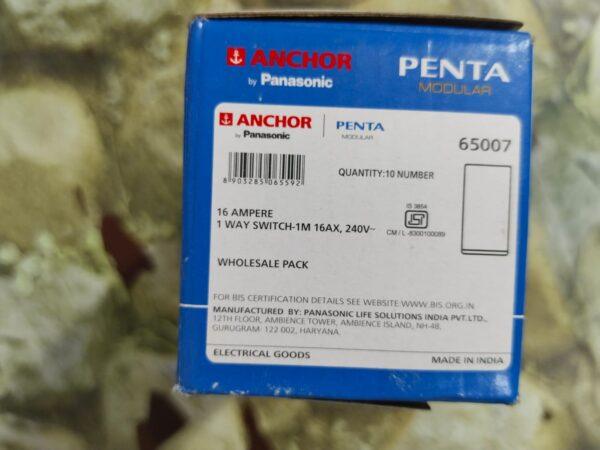 ANCHOR
by Panasonic
PENTA
MODULAR
ANCHOR
by Panasonic
PENTA
MODULAR
65007
8 903285 065592
QUANTITY:10 NUMBER
IS 3854
CM / L -8300100089
16 AMPERE
1 WAY SWITCH-1M 16AX, 240V~
WHOLESALE PACK
FOR BIS CERTIFICATION DETAILS SEE WEBSITE:WWW.BIS.ORG.IN
MANUFACTURED BY: PANASONIC LIFE SOLUTIONS INDIA PVT.LTD.,
12TH FLOOR, AMBIENCE TOWER, AMBIENCE ISLAND, NH-48,
GURUGRAM- 122 002, HARYANA.
ELECTRICAL GOODS
MADE IN INDIA